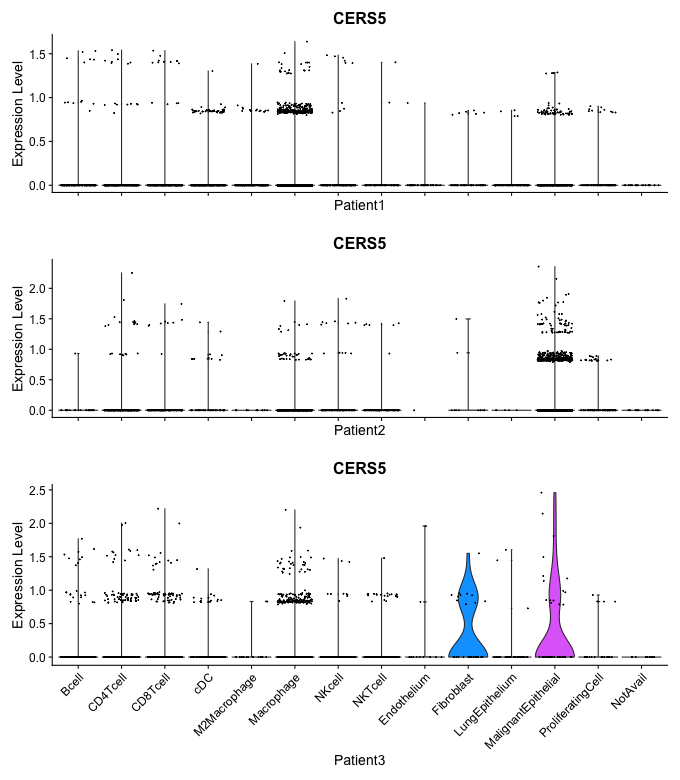 CERS5
Expression Level
1.5
1.0
0.5
0.0
Patient1
CERS5
Expression Level
2.0
1.5
1.0
0.5
0.0
Patient2
CERS5
Expression Level
2.5
2.0
1.5
1.0
0.5
0.0
Bcell
CD4Tcell
CD8Tcell
cDC
M2Macrophage
Macrophage
NKcell
NKTcell
Endothelium
Fibroblast
LungEpithelium
MalignantEpithelial
ProliferatingCell
NotAvail
Patient3